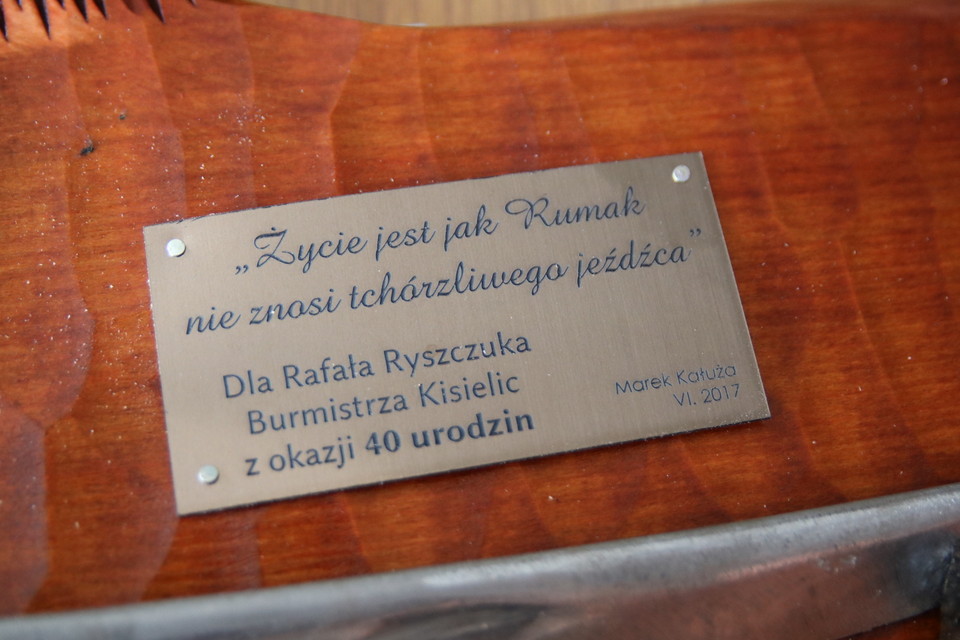 „Życie jest jak Rumak
nie znosi tchórzliwego jeźdźca”
Dla Rafała Ryszczuka
Burmistrza Kisielic
z okazji 40 urodzin
Marek Kałuża
VI. 2017